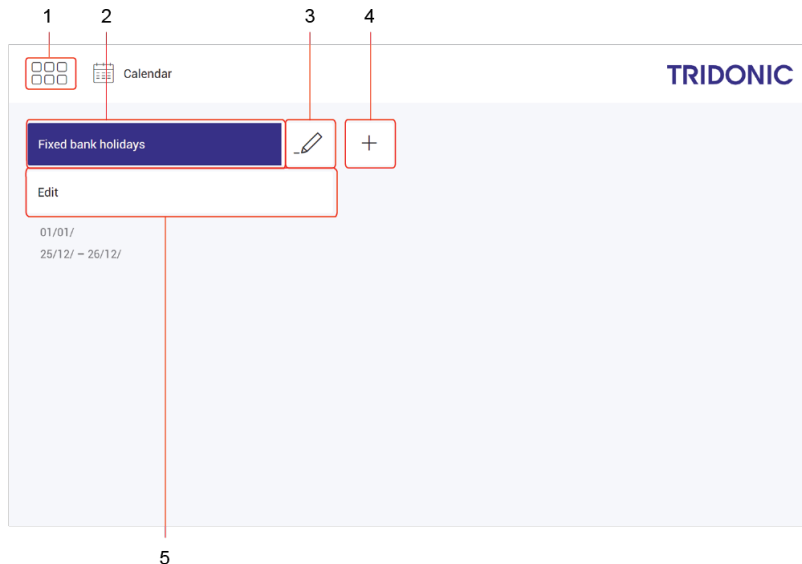 1 2 3 4
Calendar TRIDONIC
Fixed bank holidays
Edit
01/01/
25/12/ – 26/12/
5